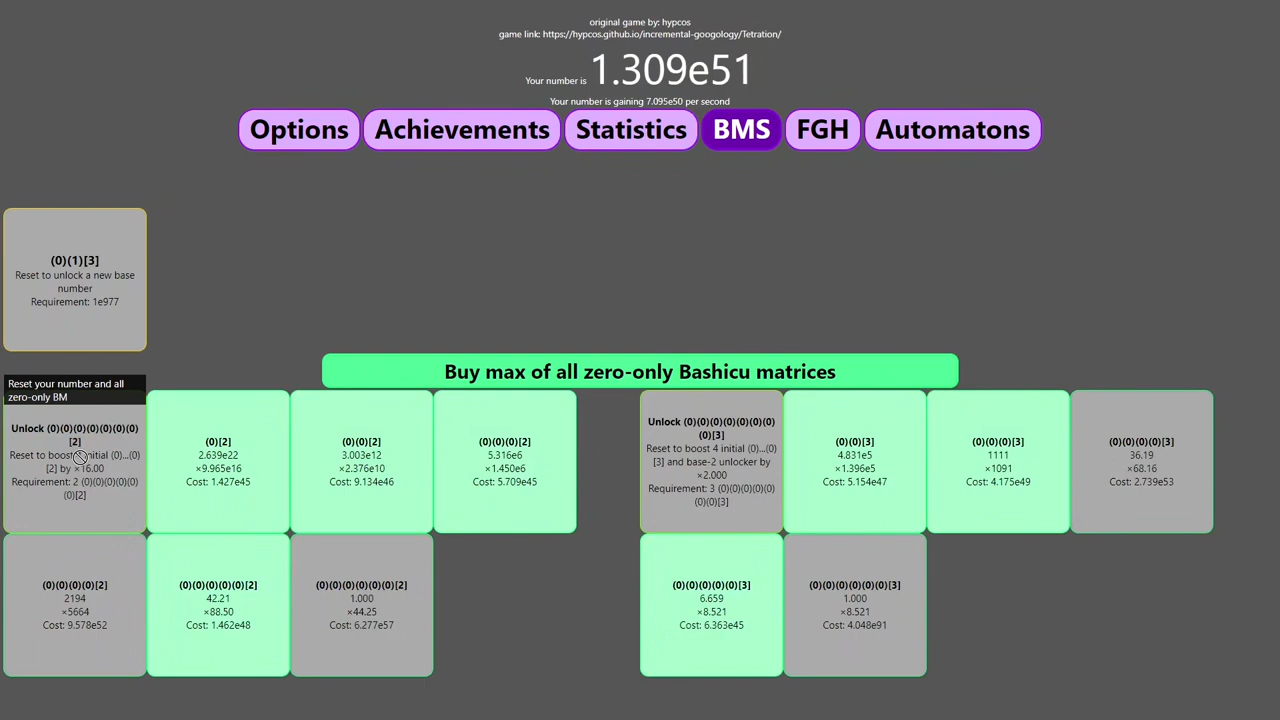 original game by: hypcos
game link: https://hypcos.github.io/incremental-googology/Tetration/
Your number is 1.309e51
Your number is gaining 7.095e50 per second
Options Achievements Statistics BMS FGH Automatons
(0)(1)[3]
Reset to unlock a new base
number
Requirement: 1e977
Buy max of all zero-only Bashicu matrices
Reset your number and all
zero-only BM
Unlock (0)(0)(0)(0)(0)(0)(0)
[2]
Reset to boost initial (0)...(0)
[2] by ×16.00
Requirement: 2 (0)(0)(0)(0)(0)
(0)[2]
(0)[2]
2.639e22
×9.965e16
Cost: 1.427e45
(0)(0)[2]
3.003e12
×2.376e10
Cost: 9.134e46
(0)(0)(0)[2]
5.316e6
×1.450e6
Cost: 5.709e45
Unlock (0)(0)(0)(0)(0)(0)(0)
(0)[3]
Reset to boost 4 initial (0)...(0)
[3] and base-2 unlocker by
×2.000
Requirement: 3 (0)(0)(0)(0)(0)
(0)(0)[3]
(0)(0)[3]
4.831e5
×1.396e5
Cost: 5.154e47
(0)(0)(0)[3]
1111
×1091
Cost: 4.175e49
(0)(0)(0)(0)[3]
36.19
×68.16
Cost: 2.739e53
(0)(0)(0)(0)[2]
2194
×5664
Cost: 9.578e52
(0)(0)(0)(0)(0)[2]
42.21
×88.50
Cost: 1.462e48
(0)(0)(0)(0)(0)(0)[2]
1.000
×44.25
Cost: 6.277e57
(0)(0)(0)(0)(0)[3]
6.659
×8.521
Cost: 6.363e45
(0)(0)(0)(0)(0)(0)[3]
1.000
×8.521
Cost: 4.048e91